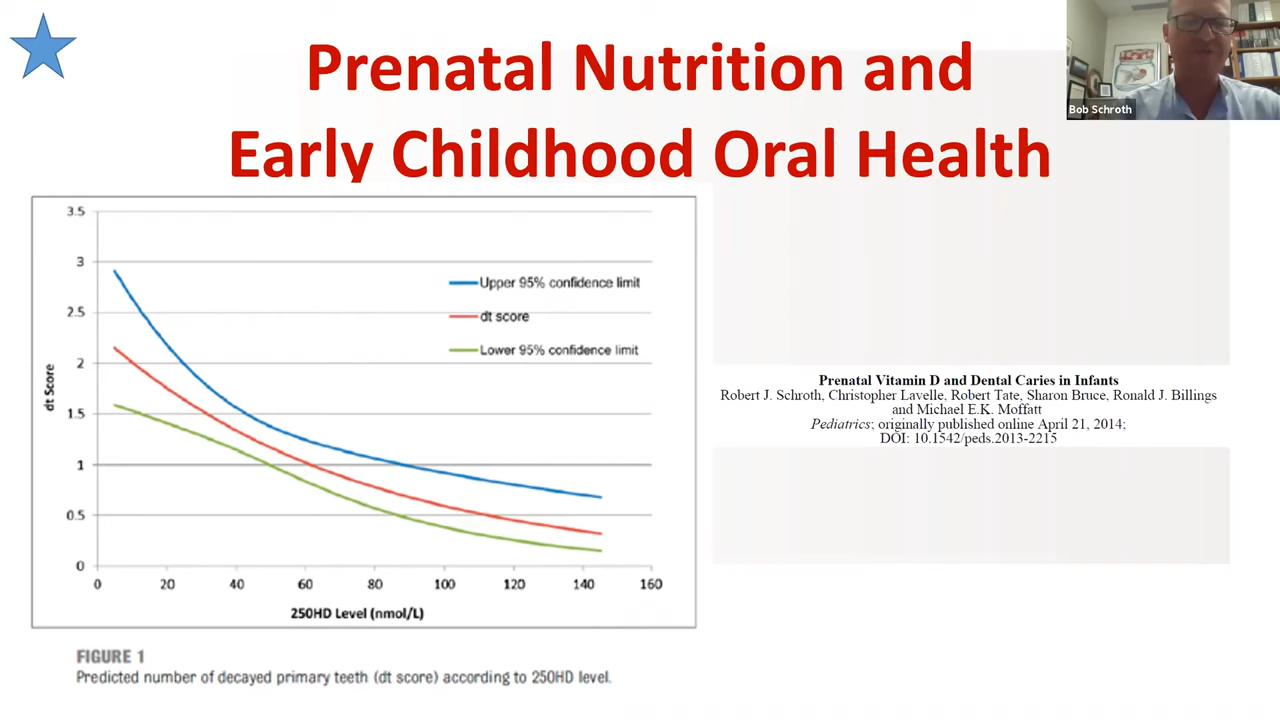 Prenatal Nutrition and
Early Childhood Oral Health
Bob Schroth
3.5
3
2.5
2
1.5
1
0.5
0
dt Score
Upper 95% confidence limit
dt score
Lower 95% confidence limit
0 20 40 60 80 100 120 140 160
250HD Level (nmol/L)
FIGURE 1
Predicted number of decayed primary teeth (dt score) according to 250HD level.
Prenatal Vitamin D and Dental Caries in Infants
Robert J. Schroth, Christopher Lavelle, Robert Tate, Sharon Bruce, Ronald J. Billings
and Michael E.K. Moffatt
Pediatrics; originally published online April 21, 2014;
DOI: 10.1542/peds.2013-2215